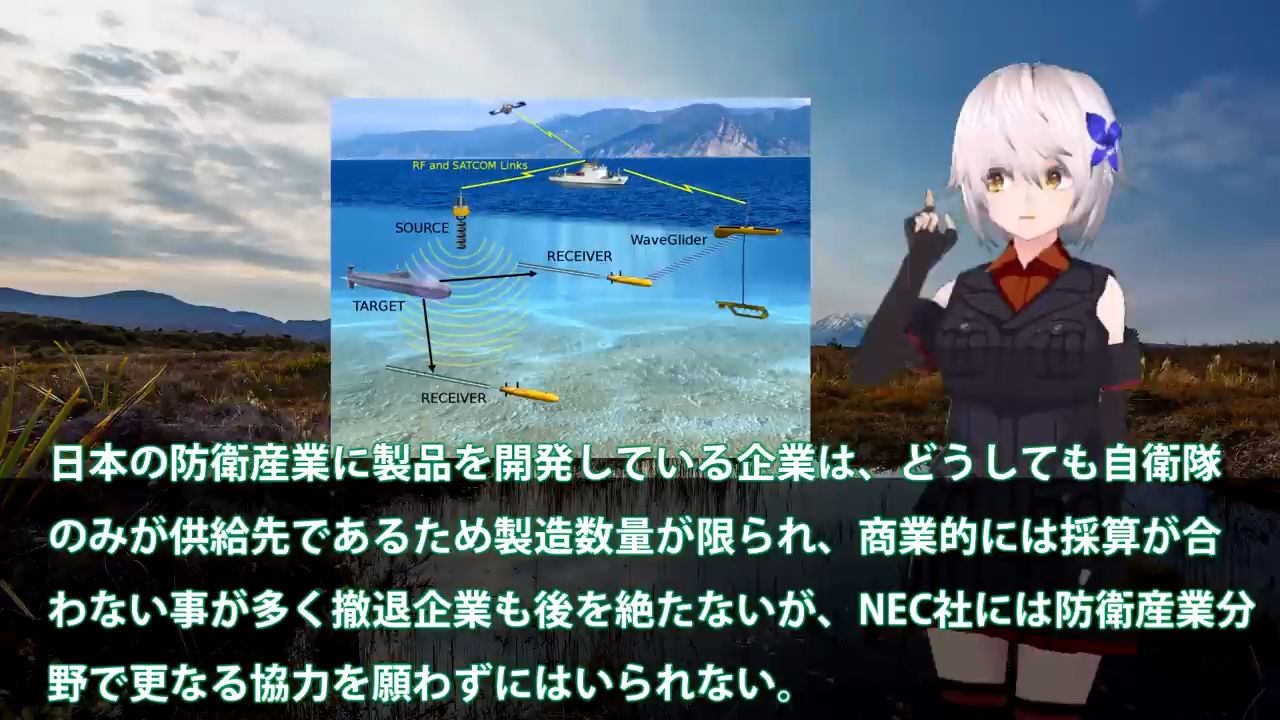 RF and SATCOM Links
SOURCE
WaveGlider
RECEIVER
TARGET
RECEIVER
日本の防衛産業に製品を開発している企業は、どうしても自衛隊
のみが供給先であるため製造数量が限られ、商業的には採算が合
わない事が多く撤退企業も後を絶たないが、NEC社には防衛産業分
野で更なる協力を願わずにはいられない。